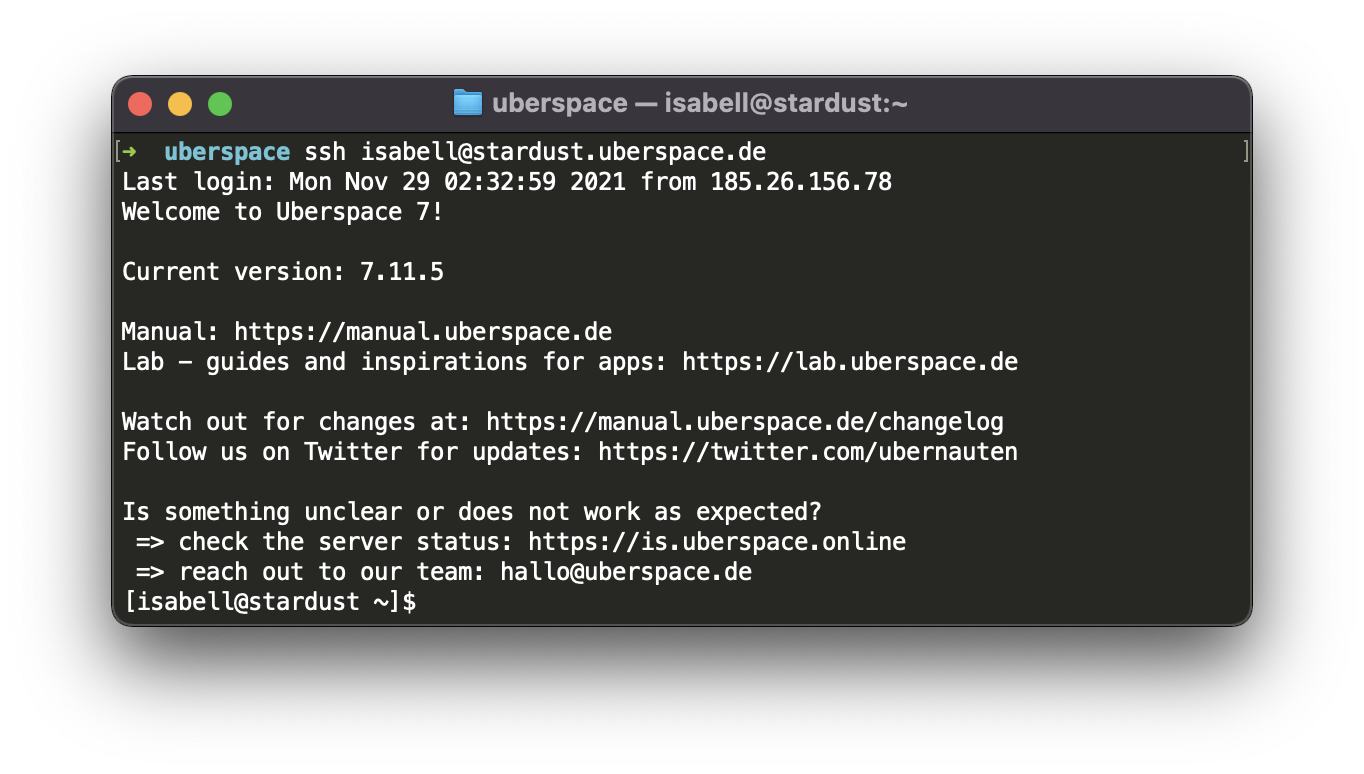 uberspace — isabell@stardust:~
[➜  uberspace ssh isabell@stardust.uberspace.de ]
Last login: Mon Nov 29 02:32:59 2021 from 185.26.156.78
Welcome to Uberspace 7!
Current version: 7.11.5
Manual: https://manual.uberspace.de
Lab - guides and inspirations for apps: https://lab.uberspace.de
Watch out for changes at: https://manual.uberspace.de/changelog
Follow us on Twitter for updates: https://twitter.com/ubernauten
Is something unclear or does not work as expected?
 => check the server status: https://is.uberspace.online
 => reach out to our team: hallo@uberspace.de
[isabell@stardust ~]$